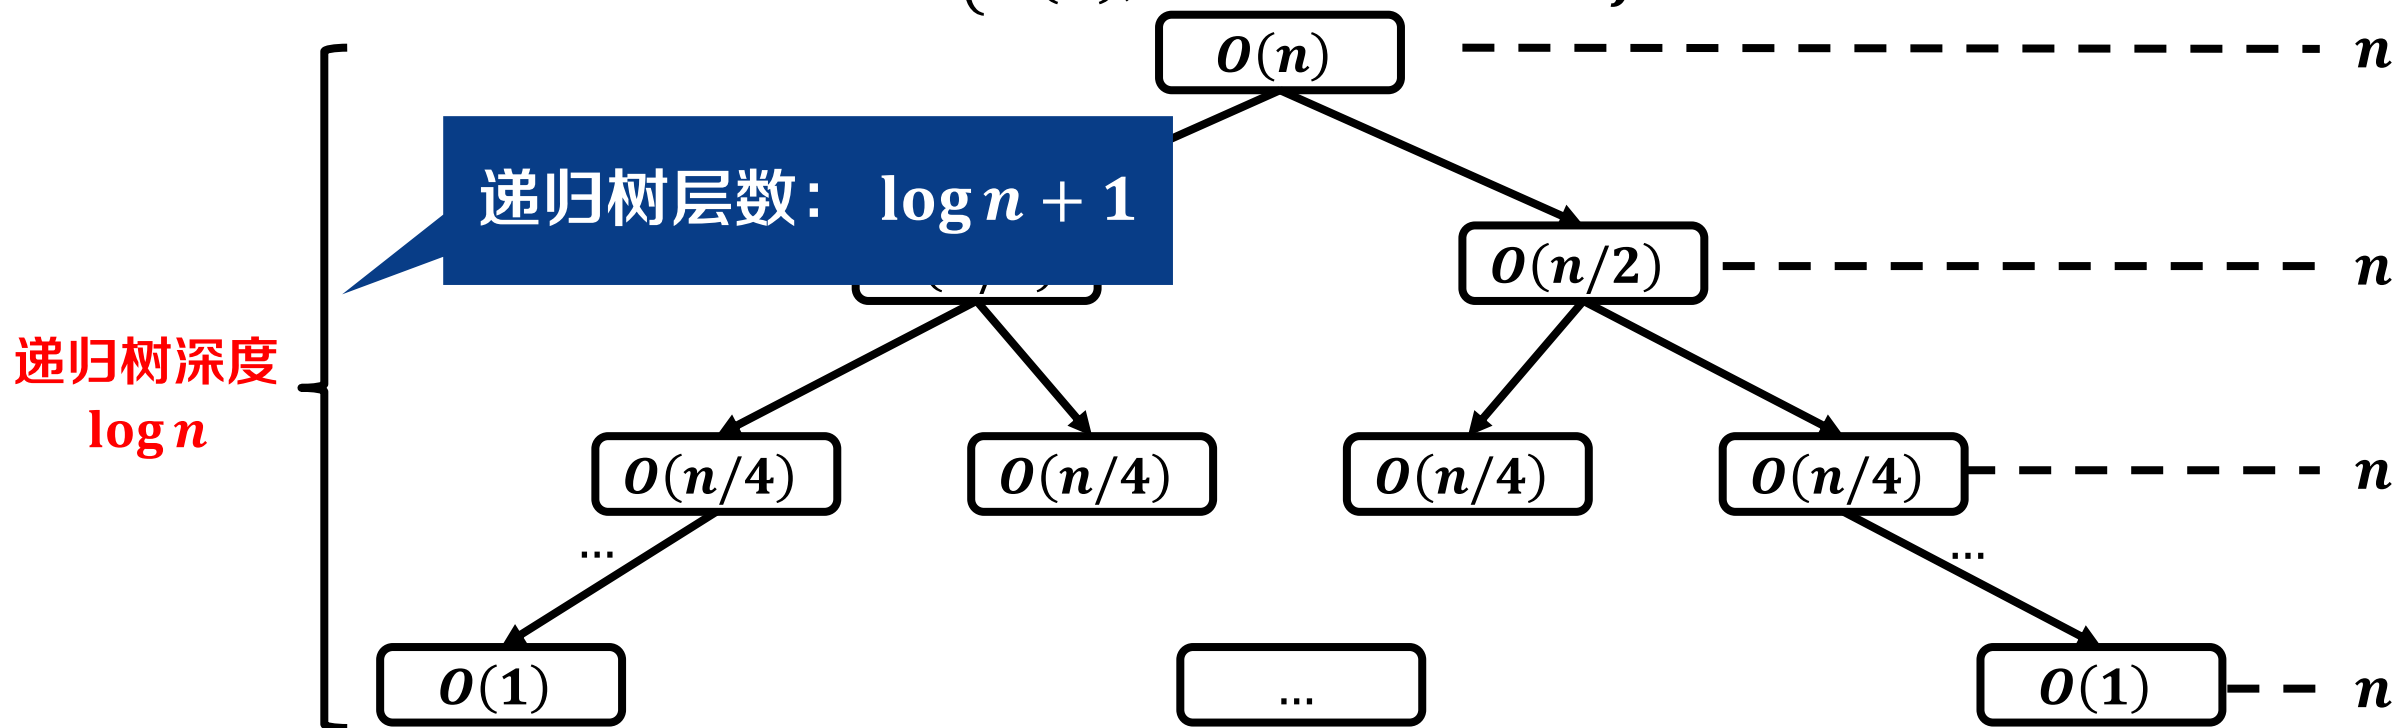 O(n) n
递归树层数： log n + 1
O(n/2) n
递归树深度
log n
O(n/4) O(n/4) O(n/4) O(n/4) n
... ...
O(1) ... O(1) n